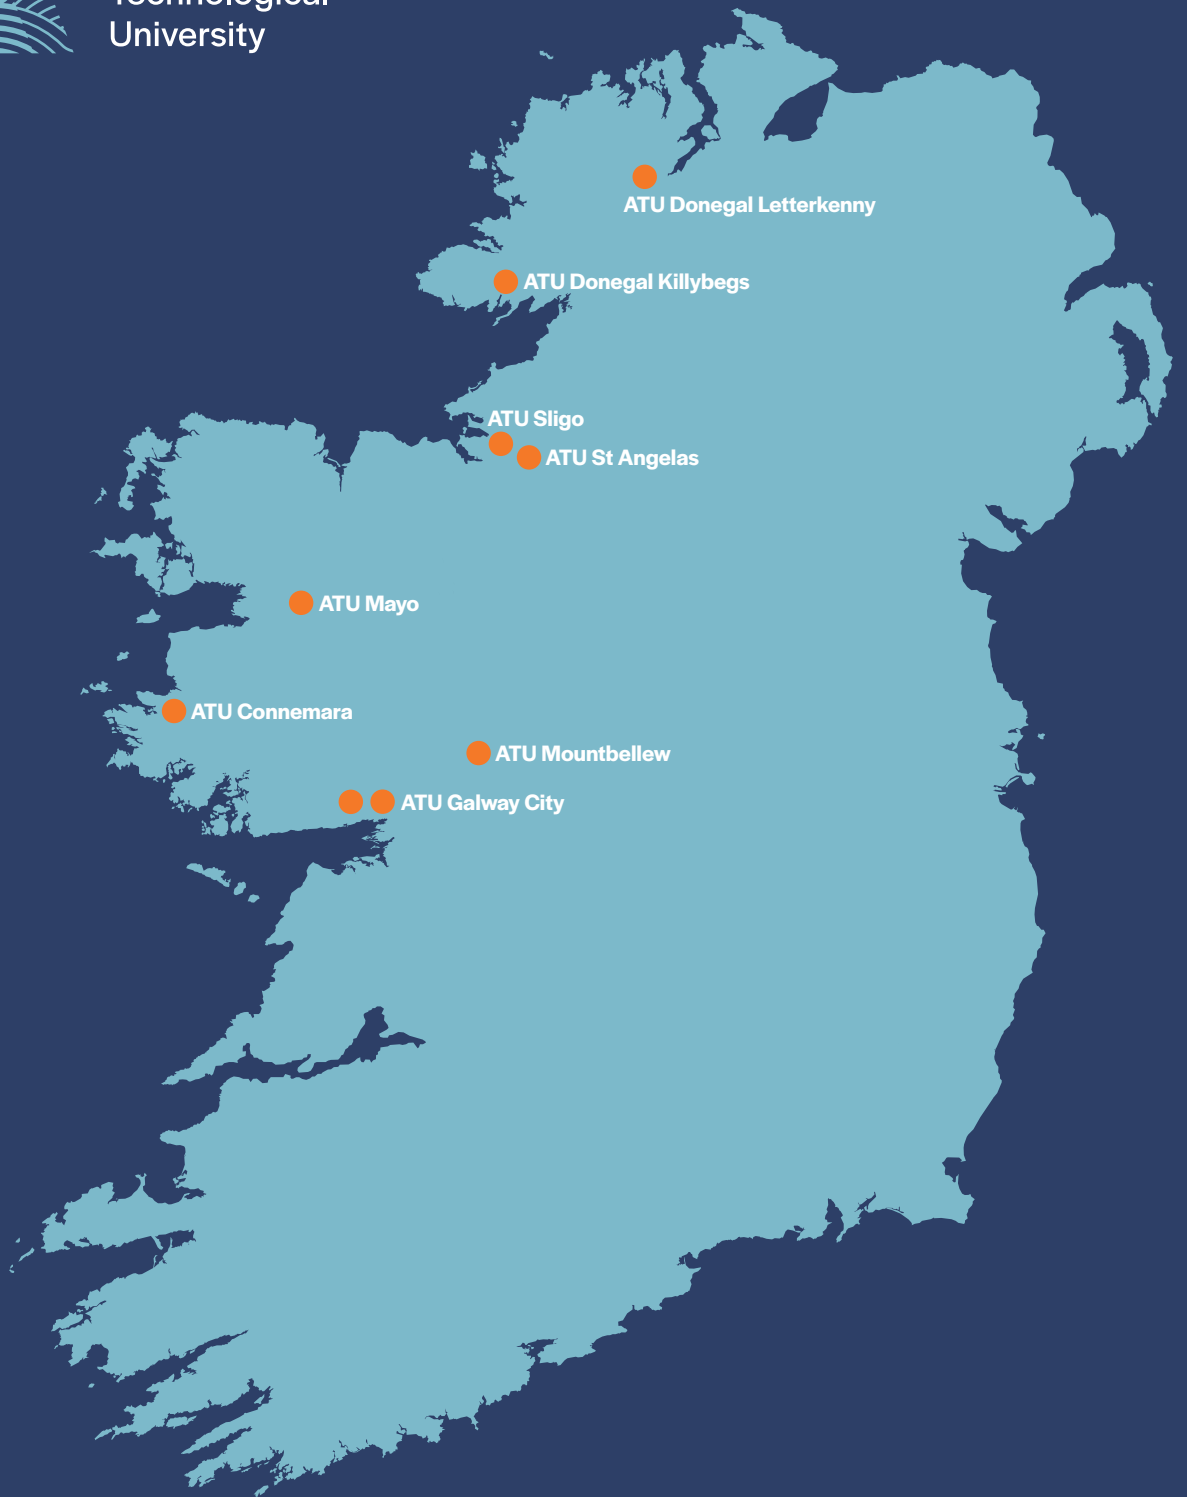 Technological
University
ATU Donegal Letterkenny
ATU Donegal Killybegs
ATU Sligo
ATU St Angelas
ATU Mayo
ATU Connemara
ATU Mountbellew
ATU Galway City